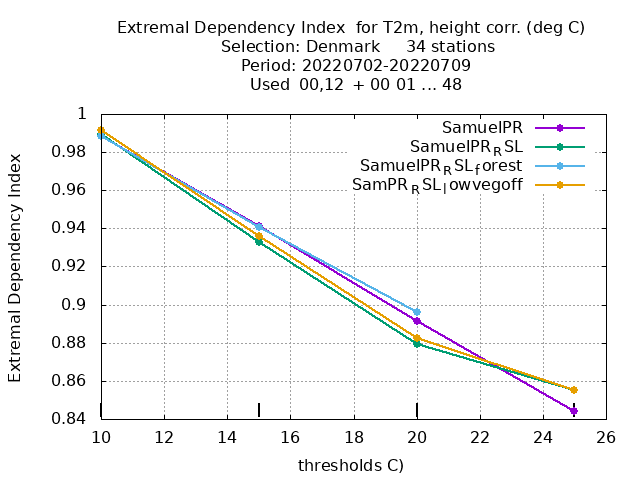 Extremal Dependency Index  for T2m, height corr. (deg C)
Selection: Denmark     34 stations
Period: 20220702-20220709
Used  00,12  + 00 01 ... 48
Extremal Dependency Index
1
0.98
0.96
0.94
0.92
0.9
0.88
0.86
0.84
SamuelPR
SamuelPR_RSL
SamuelPR_RSL_forest
SamPR_RSL_lowvegoff
10 12 14 16 18 20 22 24 26
thresholds C)